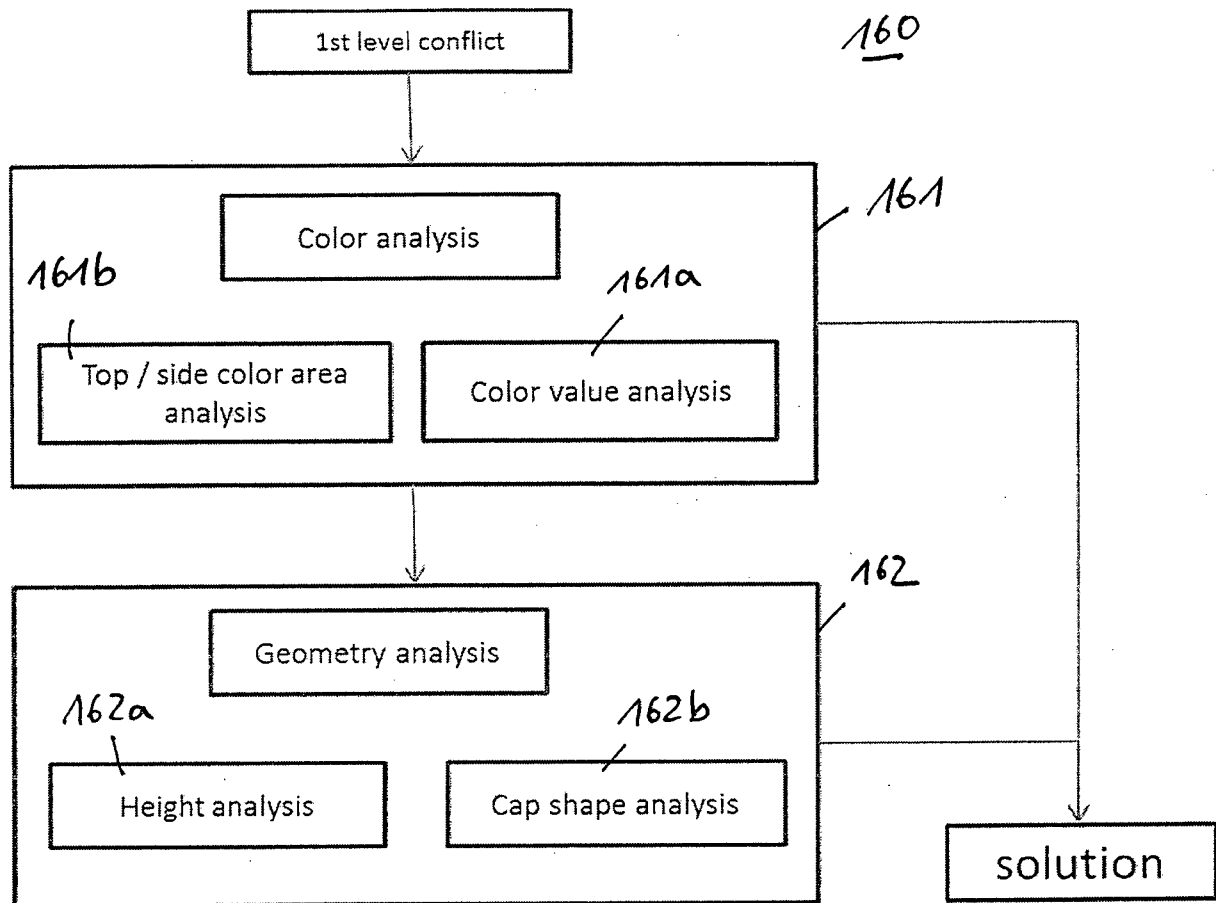 1st level conflict
160
161
Color analysis
161b
161a
Top / side color area
analysis
Color value analysis
162
Geometry analysis
162a
162b
Height analysis
Cap shape analysis
solution